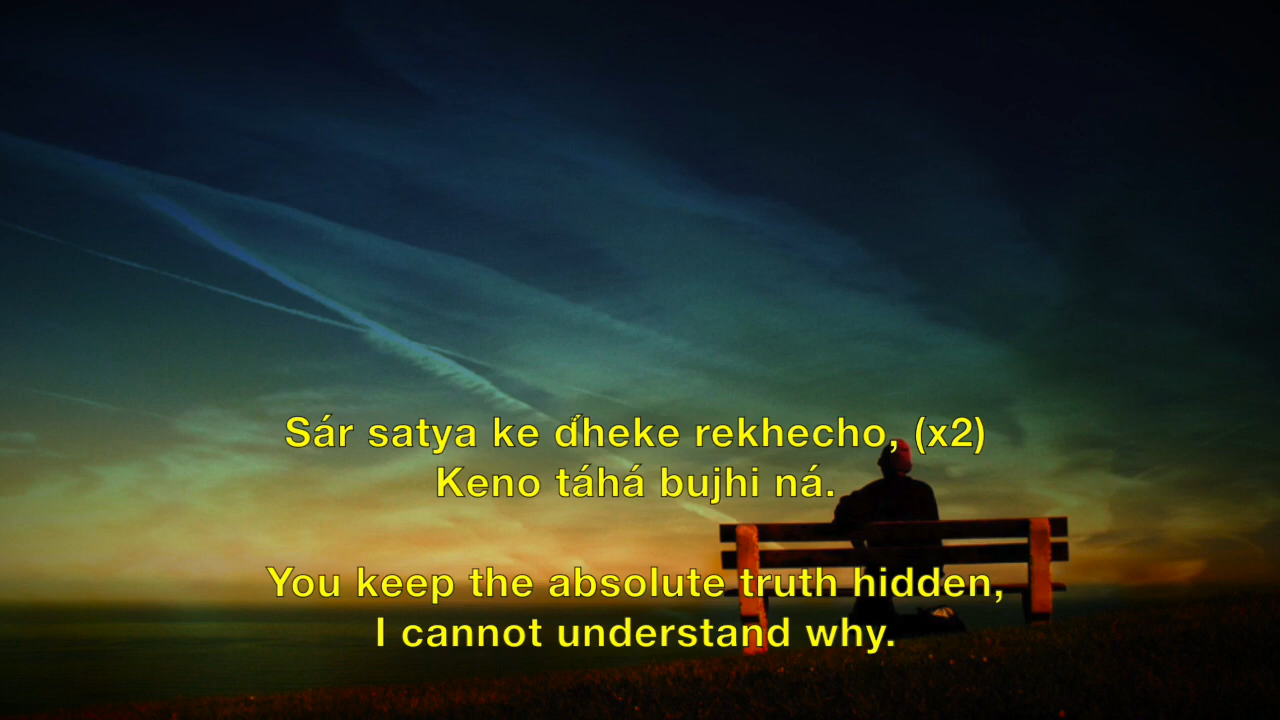 Sár satya ke d́heke rekhecho, (x2)
Keno táhá bujhi ná.
You keep the absolute truth hidden,
I cannot understand why.